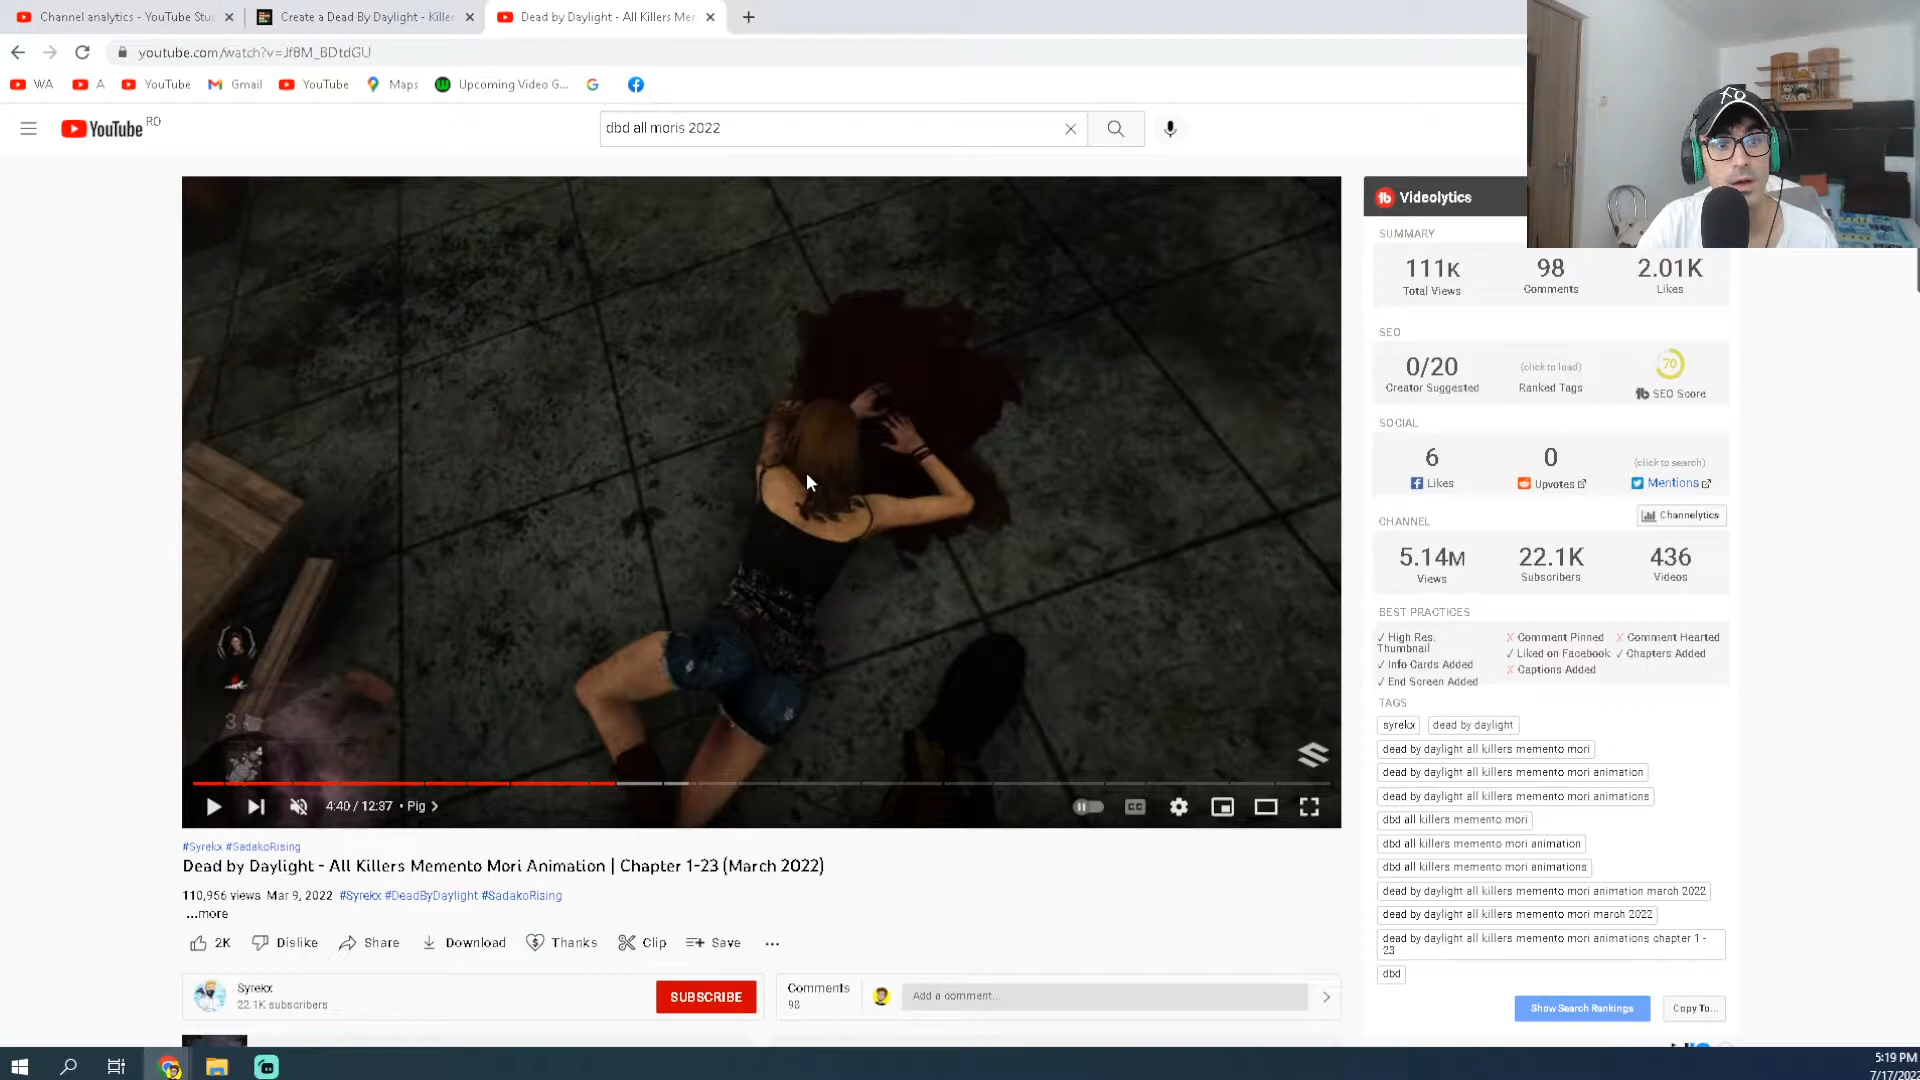 Channel analytics - YouTube Stu
Create a Dead By Daylight - Killer
Dead by Daylight - All Killers Mem
youtube.com/watch?v=Jf8M_BDtdGU
WA
A
YouTube
Gmail
YouTube
Maps
Upcoming Video G...
YouTube RO
dbd all moris 2022
Videolytics
SUMMARY
111K 98 2.01K
Total Views Comments Likes
SEO
0/20 (click to load) 70
Creator Suggested Ranked Tags tb SEO Score
SOCIAL
6 0 (click to search)
Likes Upvotes Mentions
CHANNEL Channelytics
5.14M 22.1K 436
Views Subscribers Videos
BEST PRACTICES
✓ High Res. Thumbnail
✓ Info Cards Added
✓ End Screen Added
X Comment Pinned
✓ Liked on Facebook
X Captions Added
X Comment Hearted
✓ Chapters Added
TAGS
syrekx dead by daylight
dead by daylight all killers memento mori
dead by daylight all killers memento mori animation
dead by daylight all killers memento mori animations
dbd all killers memento mori
dbd all killers memento mori animation
dbd all killers memento mori animations
dead by daylight all killers memento mori animation march 2022
dead by daylight all killers memento mori march 2022
dead by daylight all killers memento mori animations chapter 1 -
23
dbd
Show Search Rankings Copy To...
3
4
4:40 / 12:37 • Pig
CC
#Syrekx #SadakoRising
Dead by Daylight - All Killers Memento Mori Animation | Chapter 1-23 (March 2022)
110,956 views Mar 9, 2022 #Syrekx #DeadByDaylight #SadakoRising
...more
2K Dislike Share Download Thanks Clip Save ...
Syrekx
22.1K subscribers
SUBSCRIBE
Comments
98
Add a comment...
5:19 PM
7/17/2022